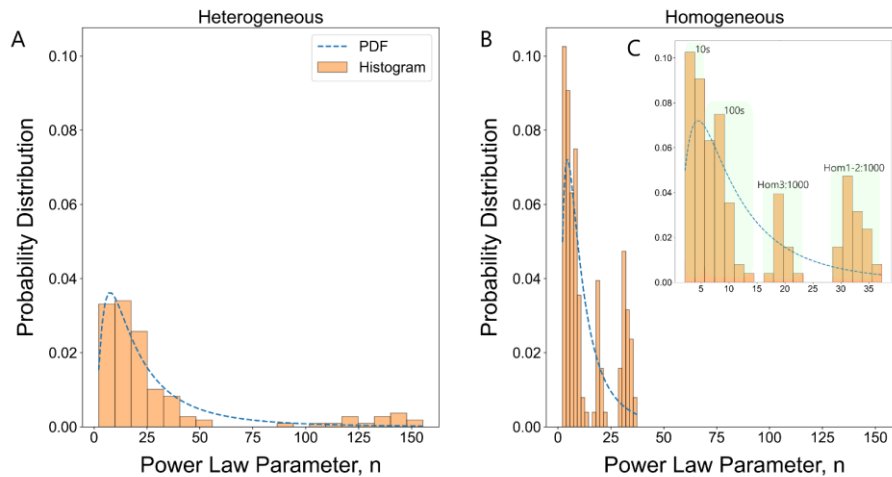 Heterogeneous
A
PDF
Histogram
0.10
0.08
0.06
0.04
0.02
0.00
Probability Distribution
0
25
50
75
100
125
150
Power Law Parameter, n
Homogeneous
B
0.10
0.08
0.06
0.04
0.02
0.00
Probability Distribution
0
25
50
75
100
125
150
Power Law Parameter, n
C
10s
100s
Hom3:1000
Hom1-2:1000
0.10
0.08
0.06
0.04
0.02
0.00
5
10
15
20
25
30
35